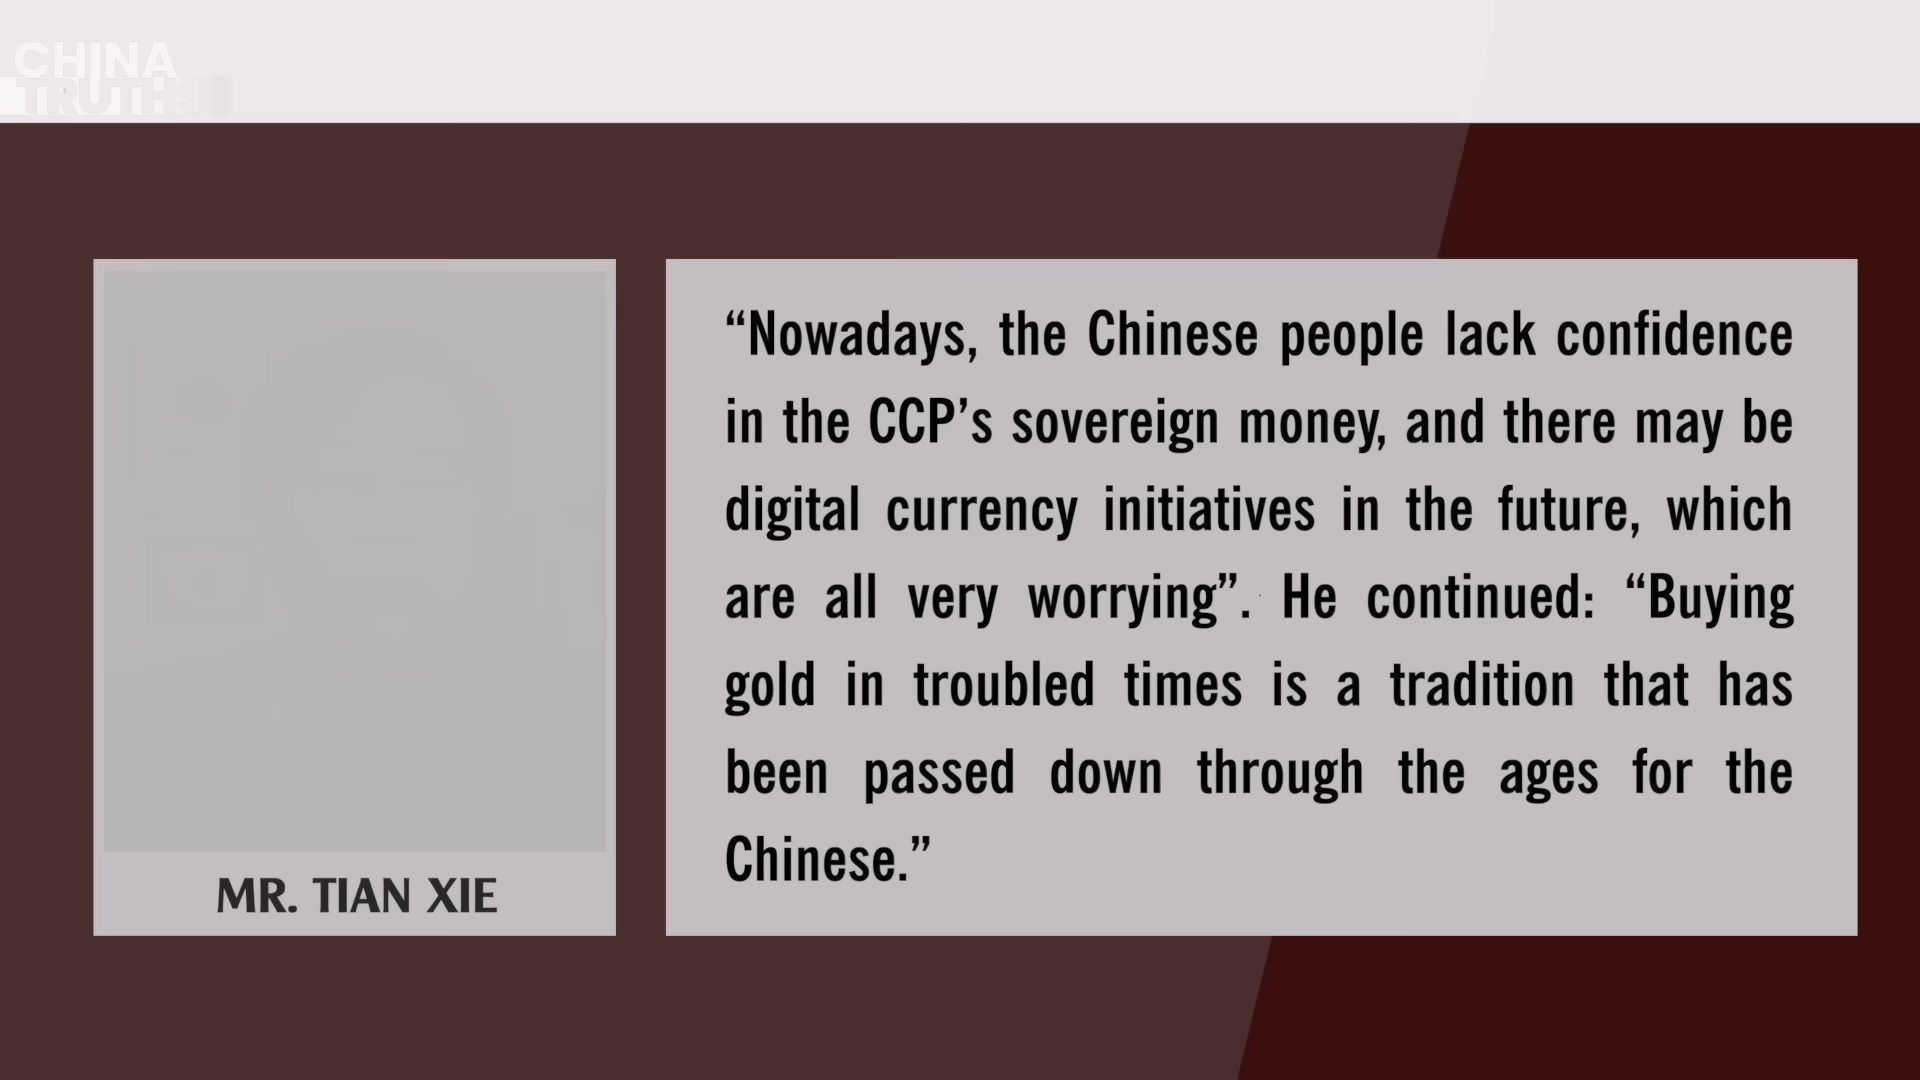 CHINA
TRUTHS
“Nowadays, the Chinese people lack confidence
in the CCP’s sovereign money, and there may be
digital currency initiatives in the future, which
are all very worrying”. He continued: “Buying
gold in troubled times is a tradition that has
been passed down through the ages for the
Chinese.”
MR. TIAN XIE